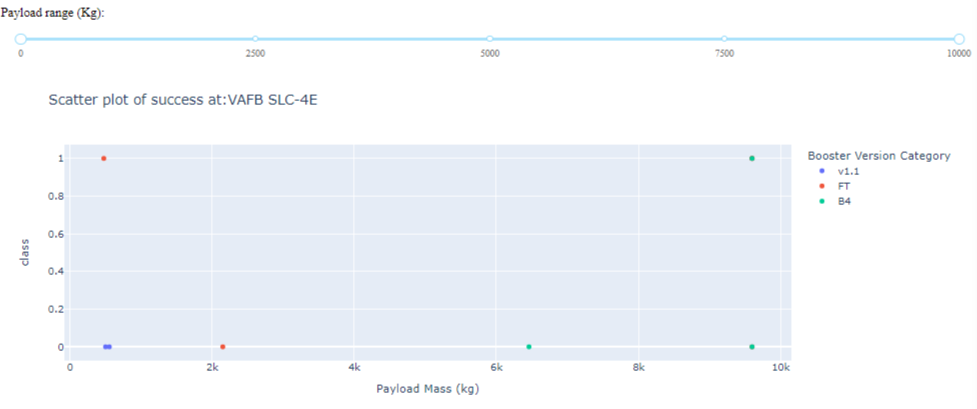 Payload range (Kg):
0 2500 5000 7500 10000
Scatter plot of success at:VAFB SLC-4E
Booster Version Category
v1.1
FT
B4
1
0.8
0.6
0.4
0.2
0
class
0 2k 4k 6k 8k 10k
Payload Mass (kg)